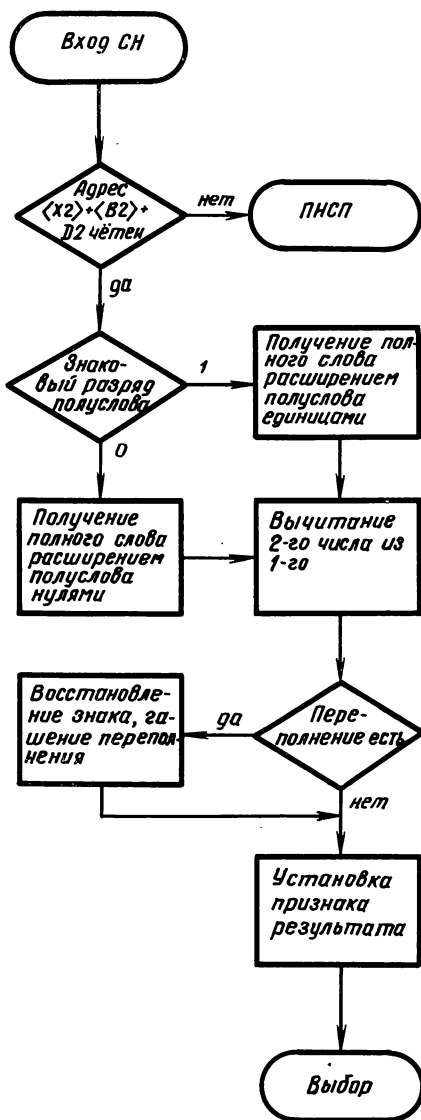 Вход СН
Адрес
⟨X2⟩+⟨B2⟩+
D2 чётен
нет
ПНСП
да
Знако-
вый разряд
полуслова
1
Получение пол-
ного слова
расширением
полуслова
единицами
0
Получение
полного слова
расширением
полуслова
нулями
Вычитание
2-го числа из
1-го
Восстановле-
ние знака, га-
шение перепол-
нения
да
Пере-
полнение есть
нет
Установка
признака
результата
Выбор